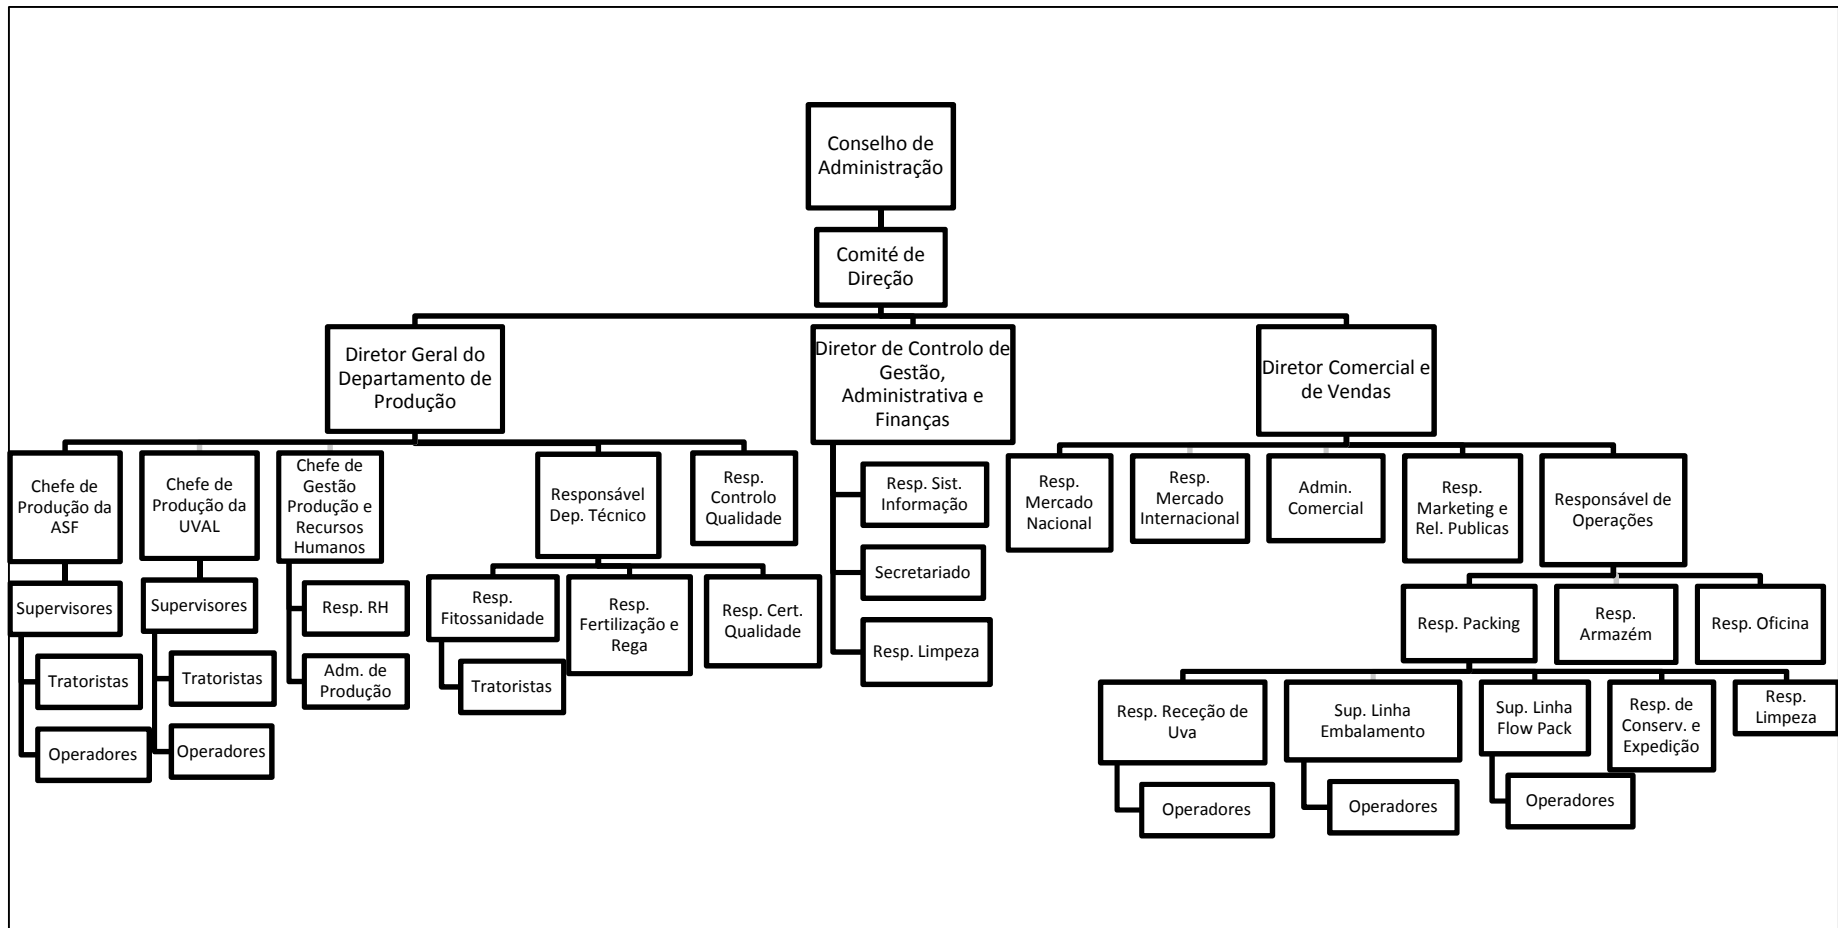 Conselho de
Administração
Comité de
Direção
Diretor Geral do
Departamento de
Produção
Diretor de Controlo de
Gestão,
Administrativa e
Finanças
Diretor Comercial e
de Vendas
Chefe de
Produção da
ASF
Chefe de
Produção da
UVAL
Chefe de
Gestão
Produção e
Recursos
Humanos
Responsável
Dep. Técnico
Resp.
Controlo
Qualidade
Resp. Sist.
Informação
Secretariado
Resp. Limpeza
Resp.
Mercado
Nacional
Resp.
Mercado
Internacional
Admin.
Comercial
Resp.
Marketing e
Rel. Publicas
Responsável de
Operações
Supervisores
Tratoristas
Operadores
Supervisores
Tratoristas
Operadores
Resp. RH
Adm. de
Produção
Resp.
Fitossanidade
Tratoristas
Resp.
Fertilização e
Rega
Resp. Cert.
Qualidade
Resp. Packing
Resp.
Armazém
Resp. Oficina
Resp. Receção de
Uva
Operadores
Sup. Linha
Embalamento
Operadores
Sup. Linha
Flow Pack
Operadores
Resp. de
Conserv. e
Expedição
Resp.
Limpeza